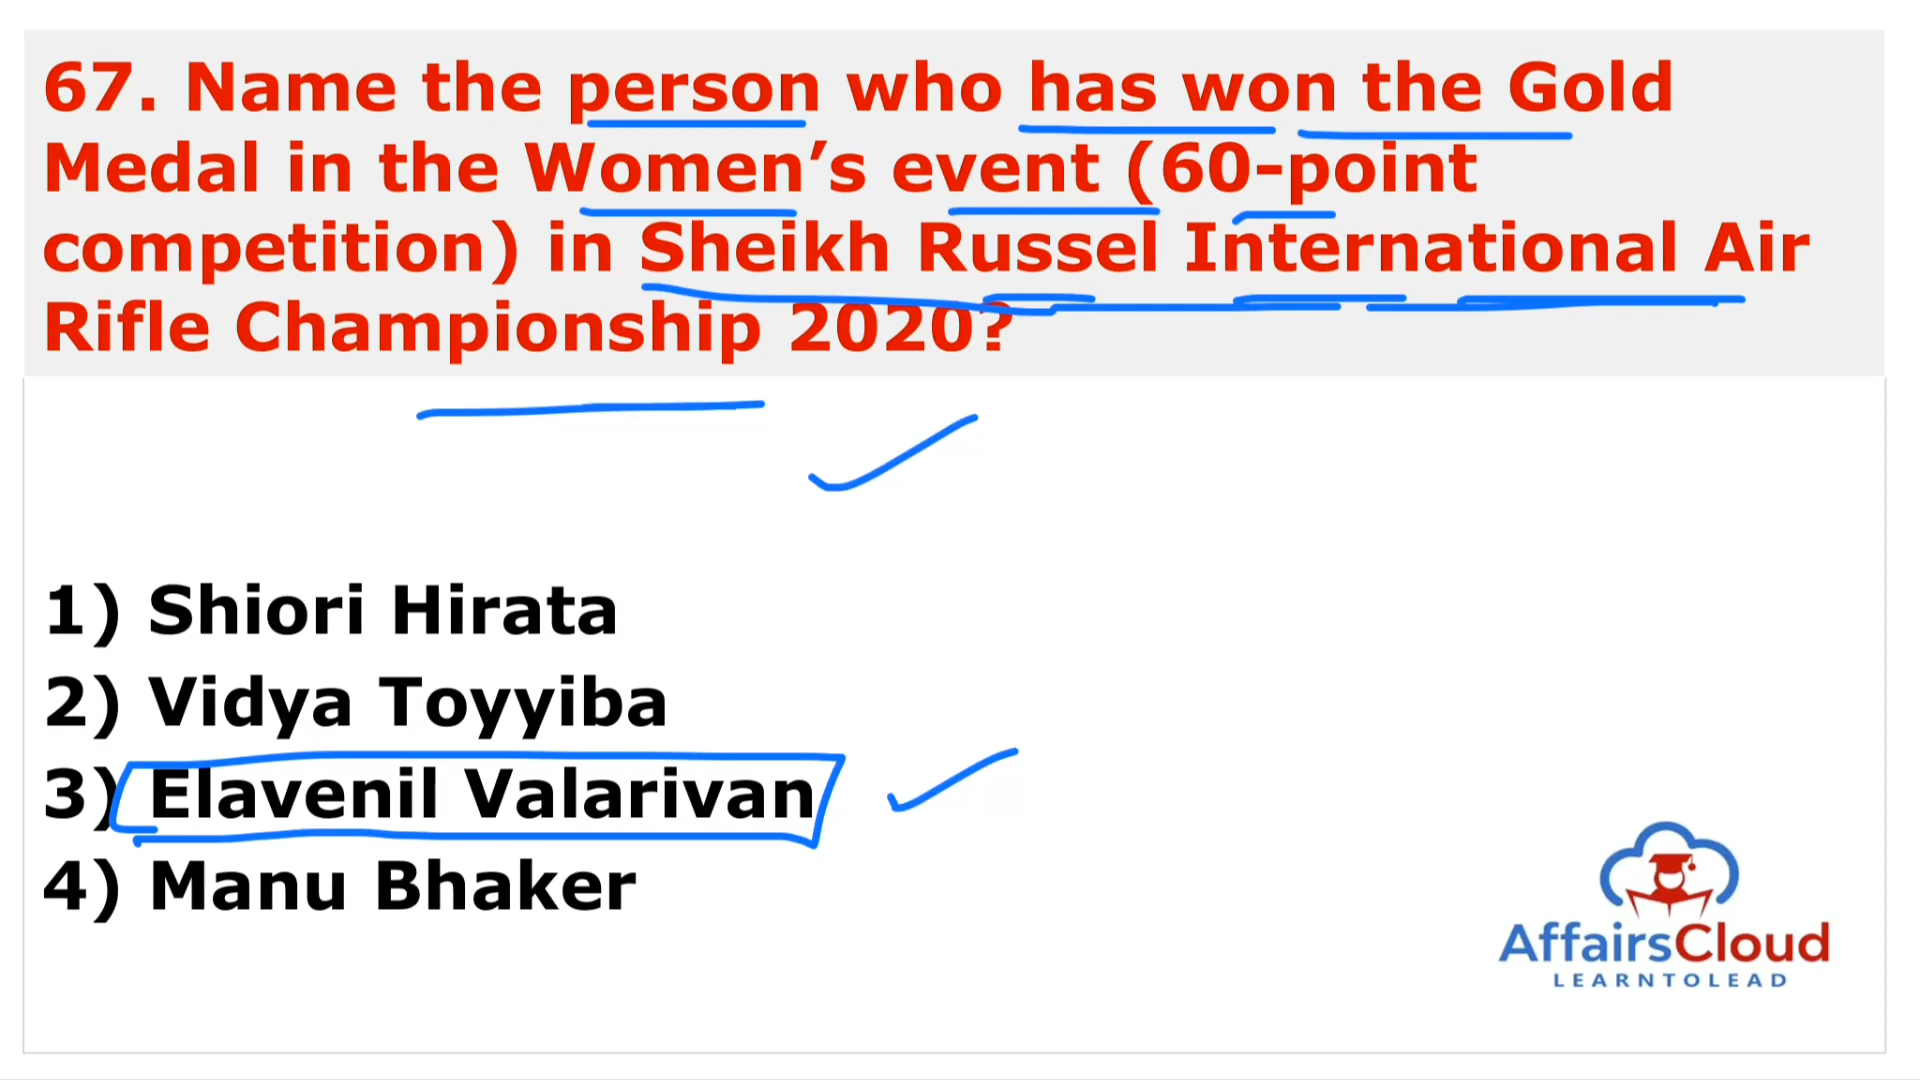 67. Name the person who has won the Gold
Medal in the Women’s event (60-point
competition) in Sheikh Russel International Air
Rifle Championship 2020?
1) Shiori Hirata
2) Vidya Toyyiba
3) Elavenil Valarivan
4) Manu Bhaker
AffairsCloud
LEARNTOLEAD